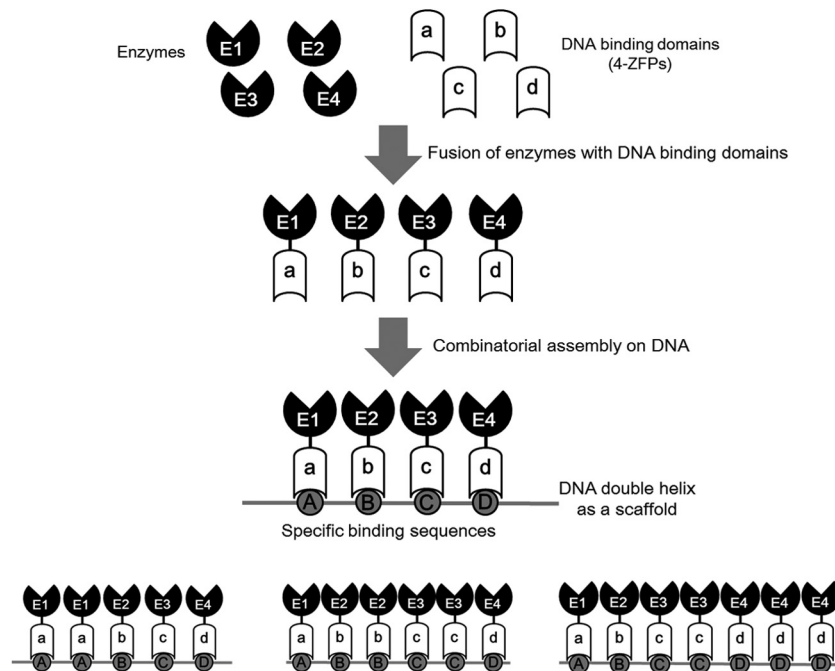 Enzymes
E1 E2
E3 E4
a b
c d
DNA binding domains
(4-ZFPs)
Fusion of enzymes with DNA binding domains
E1 E2 E3 E4
a b c d
Combinatorial assembly on DNA
E1 E2 E3 E4
a b c d
A B C D
DNA double helix
as a scaffold
Specific binding sequences
E1 E1 E2 E3 E4
a a b c d
A A B C D
E1 E2 E2 E3 E3 E4
a b b c c d
A B B C C D
E1 E2 E3 E3 E4 E4 E4
a b c c d d d
A B C C D D D